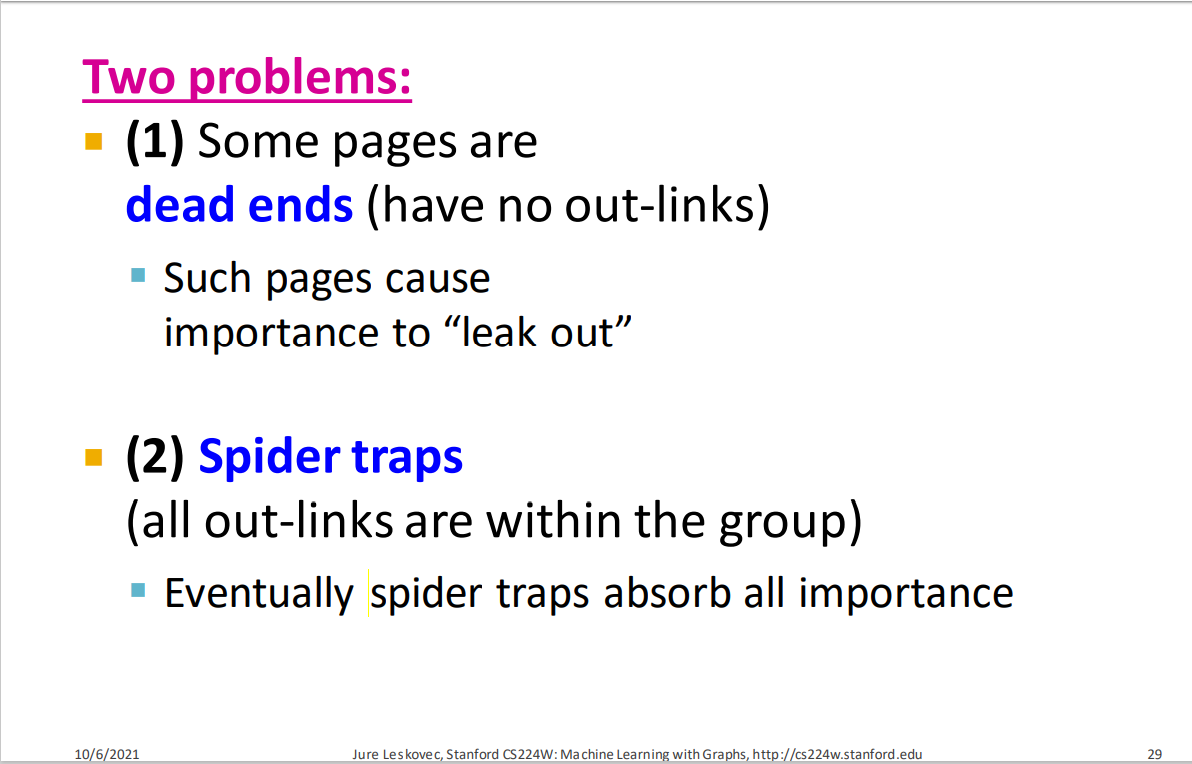 Two problems:
(1) Some pages are
dead ends (have no out-links)
Such pages cause
importance to “leak out”
(2) Spider traps
(all out-links are within the group)
Eventually spider traps absorb all importance
10/6/2021 Jure Leskovec, Stanford CS224W: Machine Learning with Graphs, http://cs224w.stanford.edu 29